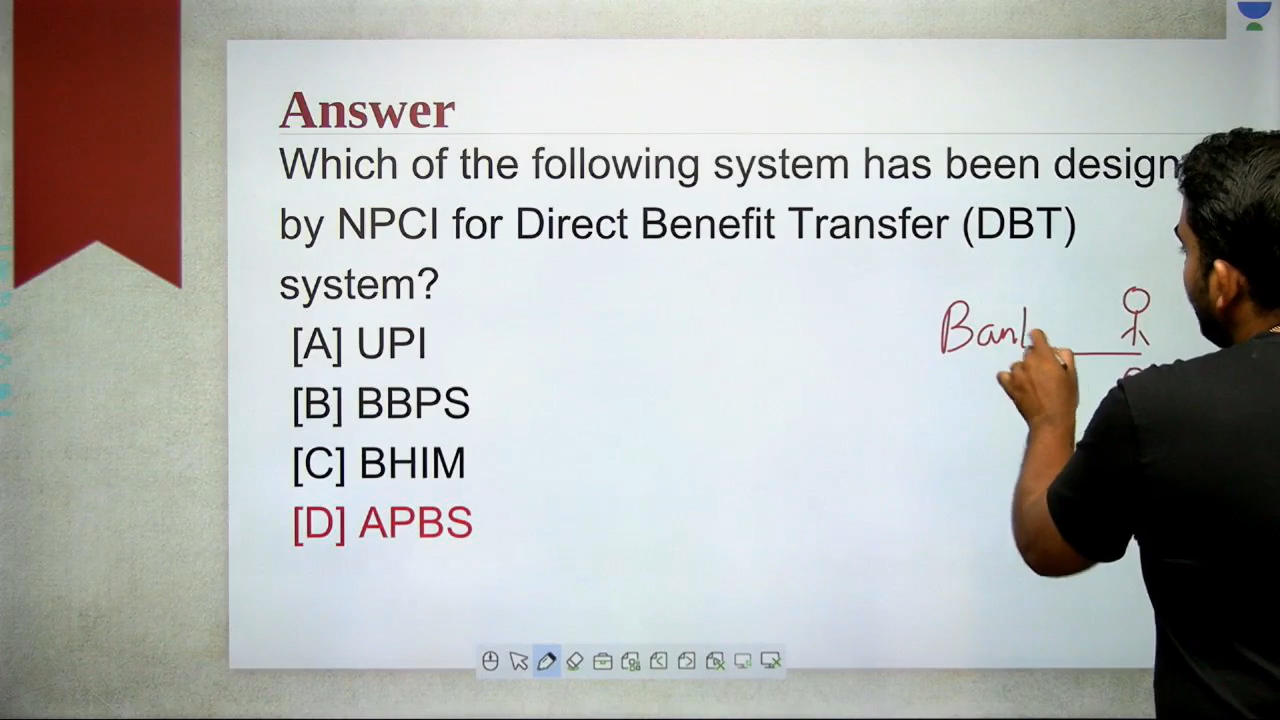 Answer
Which of the following system has been design
by NPCI for Direct Benefit Transfer (DBT)
system?
[A] UPI
[B] BBPS
[C] BHIM
[D] APBS
Ban